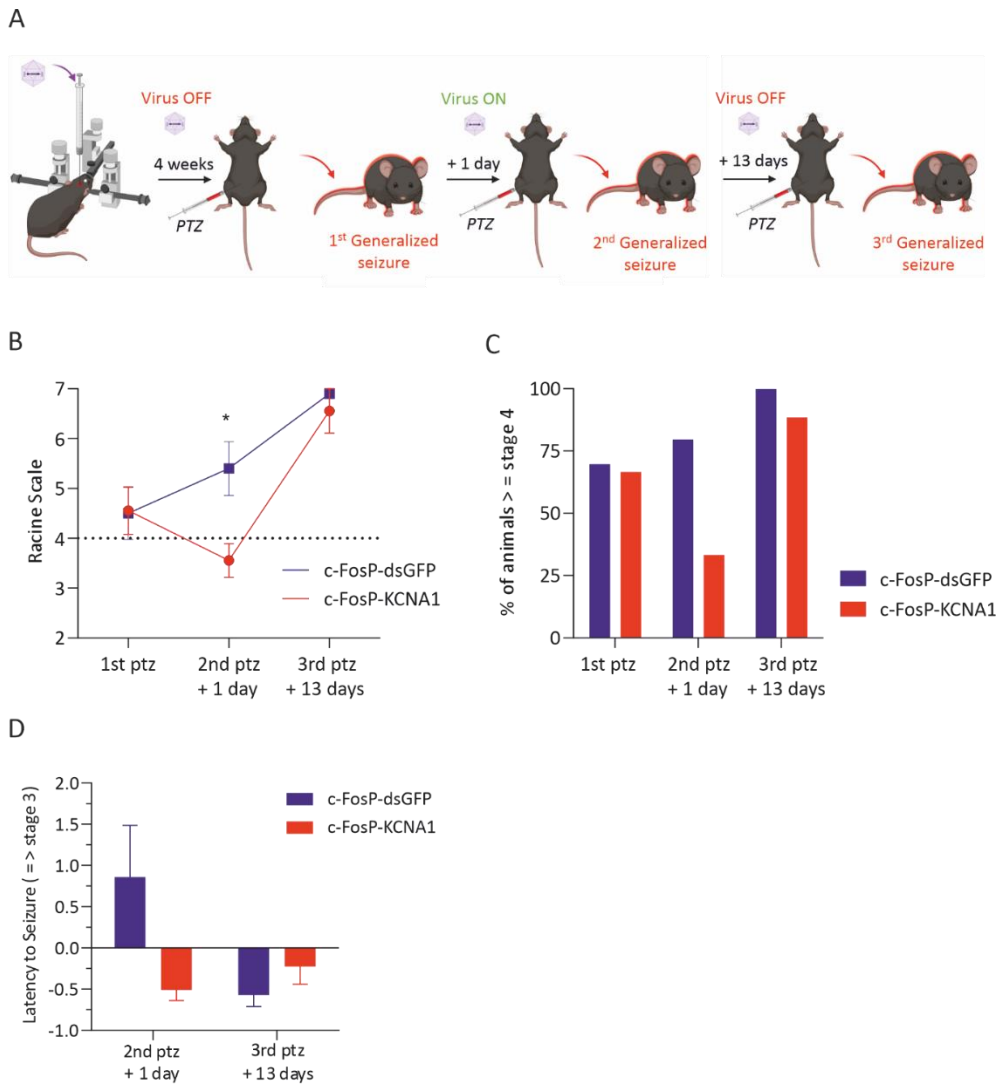 A
Virus OFF
4 weeks
PTZ
1st Generalized
seizure
Virus ON
+ 1 day
PTZ
2nd Generalized
seizure
Virus OFF
+ 13 days
PTZ
3rd Generalized
seizure
B
Racine Scale
7
6
5
4
3
2
*
c-FosP-dsGFP
c-FosP-KCNA1
1st ptz
2nd ptz
+ 1 day
3rd ptz
+ 13 days
C
% of animals > = stage 4
100
75
50
25
0
1st ptz
2nd ptz
+ 1 day
3rd ptz
+ 13 days
c-FosP-dsGFP
c-FosP-KCNA1
D
Latency to Seizure ( = > stage 3)
2.0
1.5
1.0
0.5
0.0
-0.5
-1.0
c-FosP-dsGFP
c-FosP-KCNA1
2nd ptz
+ 1 day
3rd ptz
+ 13 days